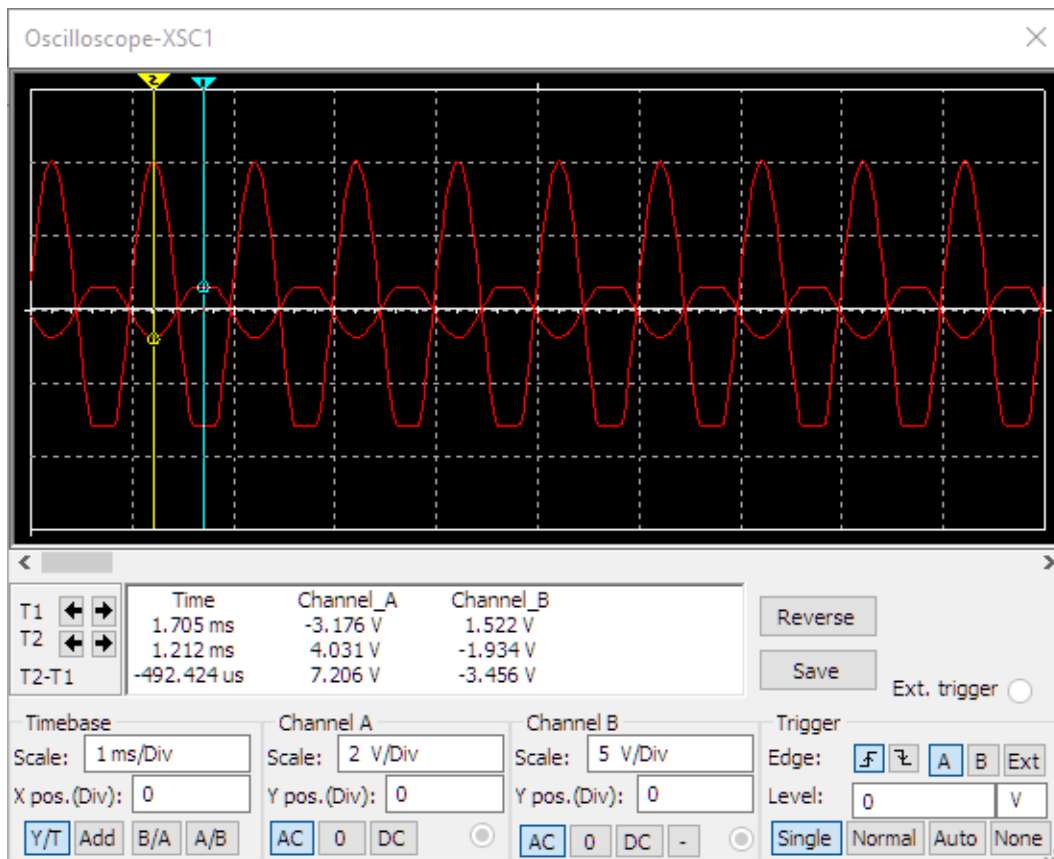 Oscilloscope-XSC1
2 1
T1
T2
T2-T1
Time Channel_A Channel_B
1.705 ms -3.176 V 1.522 V
1.212 ms 4.031 V -1.934 V
-492.424 us 7.206 V -3.456 V
Reverse
Save
Ext. trigger
Timebase
Scale: 1 ms/Div
X pos.(Div): 0
Y/T Add B/A A/B
Channel A
Scale: 2 V/Div
Y pos.(Div): 0
AC 0 DC
Channel B
Scale: 5 V/Div
Y pos.(Div): 0
AC 0 DC -
Trigger
Edge: A B Ext
Level: 0 V
Single Normal Auto None